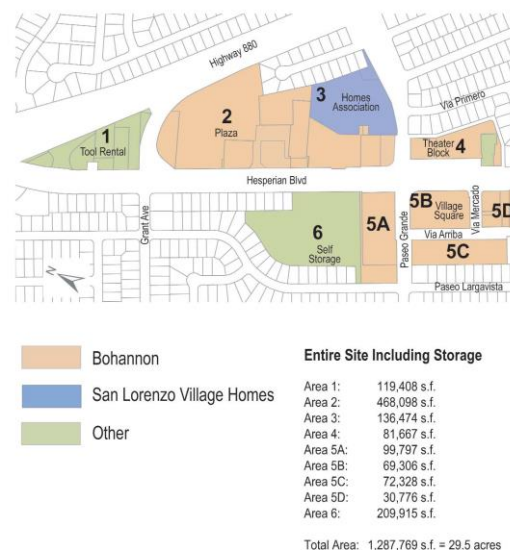 Highway 880
3
Homes
Association
2
Plaza
1
Tool Rental
Via Primero
Theater
Block
4
Hesperian Blvd
Grant Ave
6
Self
Storage
5A
Paseo Grande
5B
Village
Square
Via Mercado
5D
Via Arriba
5C
Paseo Largavista
N
Bohannon
San Lorenzo Village Homes
Other
Entire Site Including Storage
Area 1: 119,408 s.f.
Area 2: 468,098 s.f.
Area 3: 136,474 s.f.
Area 4: 81,667 s.f.
Area 5A: 99,797 s.f.
Area 5B: 69,306 s.f.
Area 5C: 72,328 s.f.
Area 5D: 30,776 s.f.
Area 6: 209,915 s.f.
Total Area: 1,287,769 s.f. = 29.5 acres